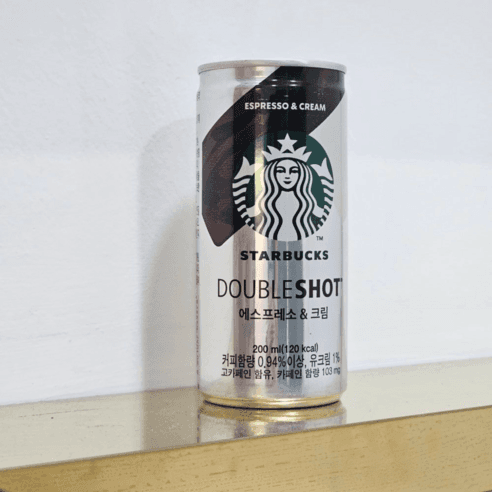 ESPRESSO & CREAM
TM
STARBUCKS
DOUBLESHOT
에스프레소 & 크림
200 ml(120 kcal)
커피함량 0.94%이상, 유크림 1%
고카페인 함유, 카페인 함량 103 mg